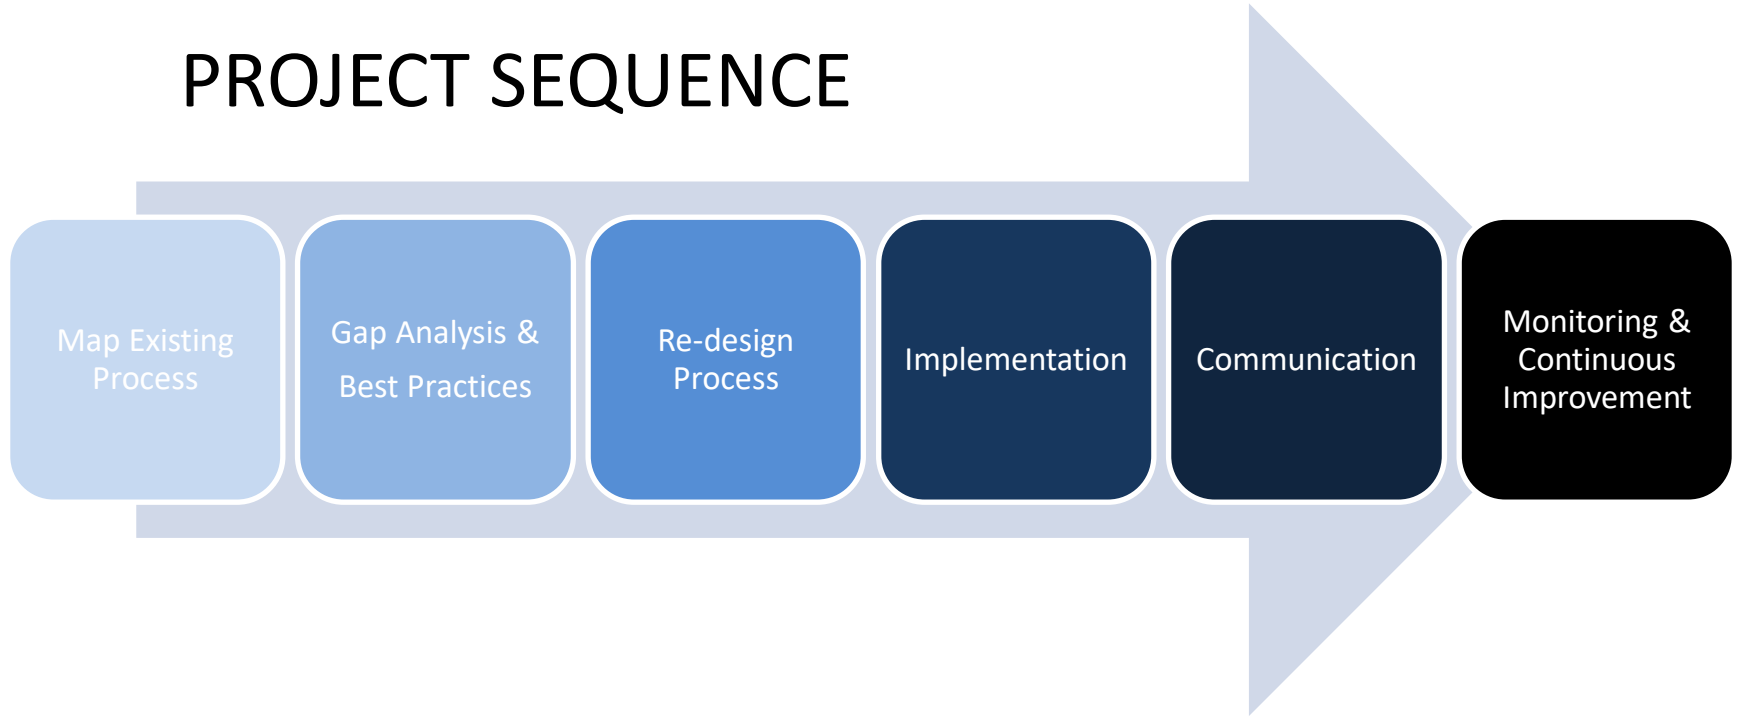 PROJECT SEQUENCE
Map Existing
Process
Gap Analysis &
Best Practices
Re-design
Process
Implementation
Communication
Monitoring &
Continuous
Improvement